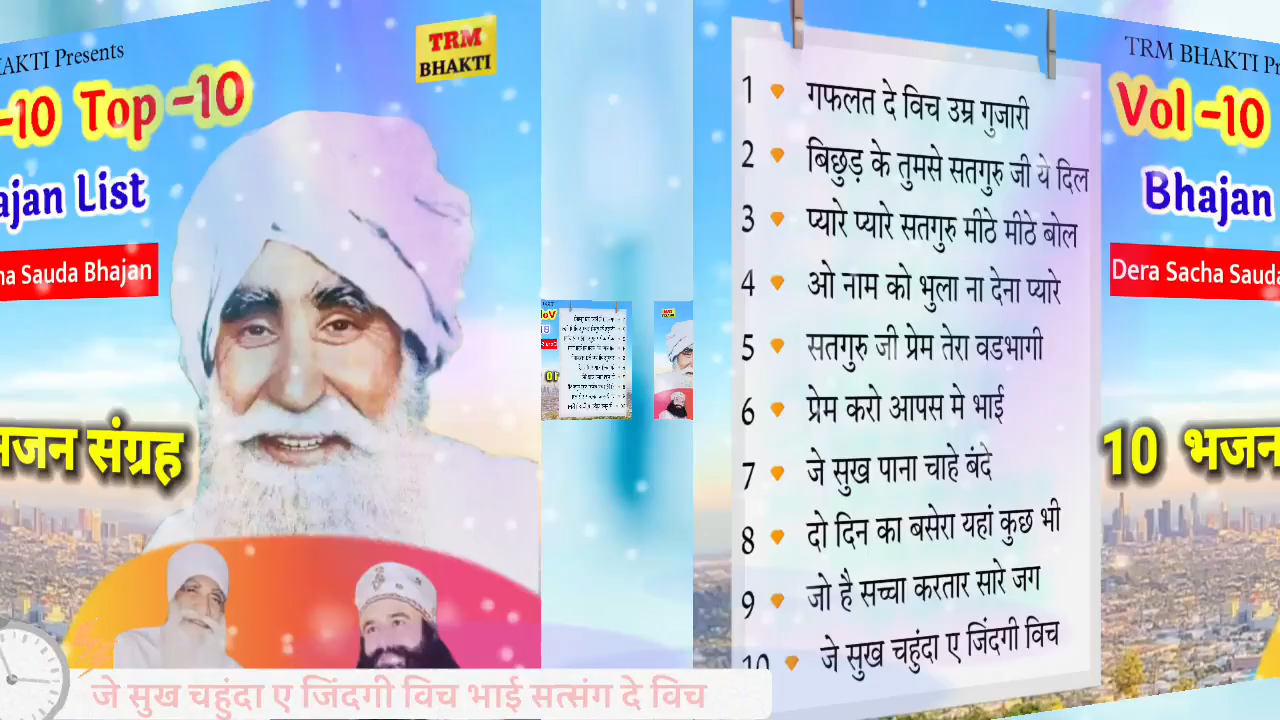 AKTI Presents
TRM
BHAKTI
-10 Top -10
ajan List
ha Sauda Bhajan
भजन संग्रह
1 गफलत दे विच उम्र गुजारी
2 बिछुड़ के तुमसे सतगुरु जी ये दिल
3 प्यारे प्यारे सतगुरु मीठे मीठे बोल
4 ओ नाम को भुला ना देना प्यारे
5 सतगुरु जी प्रेम तेरा वडभागी
6 प्रेम करो आपस मे भाई
7 जे सुख पाना चाहे बंदे
8 दो दिन का बसेरा यहां कुछ भी
9 जो है सच्चा करतार सारे जग
10 जे सुख चहुंदा ए जिंदगी विच
TRM BHAKTI Pr
Vol -10
Bhajan
Dera Sacha Sauda
10 भजन
जे सुख चहुंदा ए जिंदगी विच भाई सत्संग दे विच